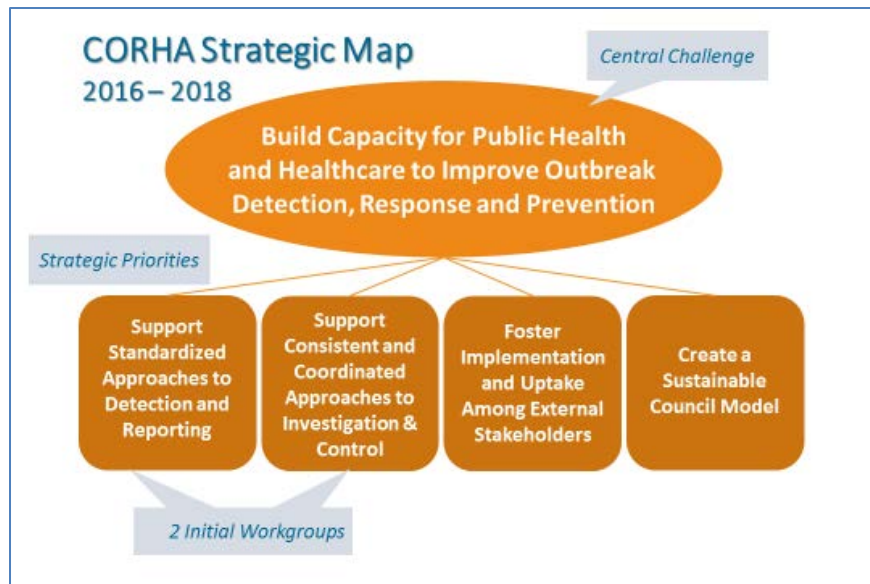 CORHA Strategic Map
2016 – 2018
Central Challenge
Build Capacity for Public Health
and Healthcare to Improve Outbreak
Detection, Response and Prevention
Strategic Priorities
Support
Standardized
Approaches to
Detection and
Reporting
Support
Consistent and
Coordinated
Approaches to
Investigation &
Control
Foster
Implementation
and Uptake
Among External
Stakeholders
Create a
Sustainable
Council Model
2 Initial Workgroups